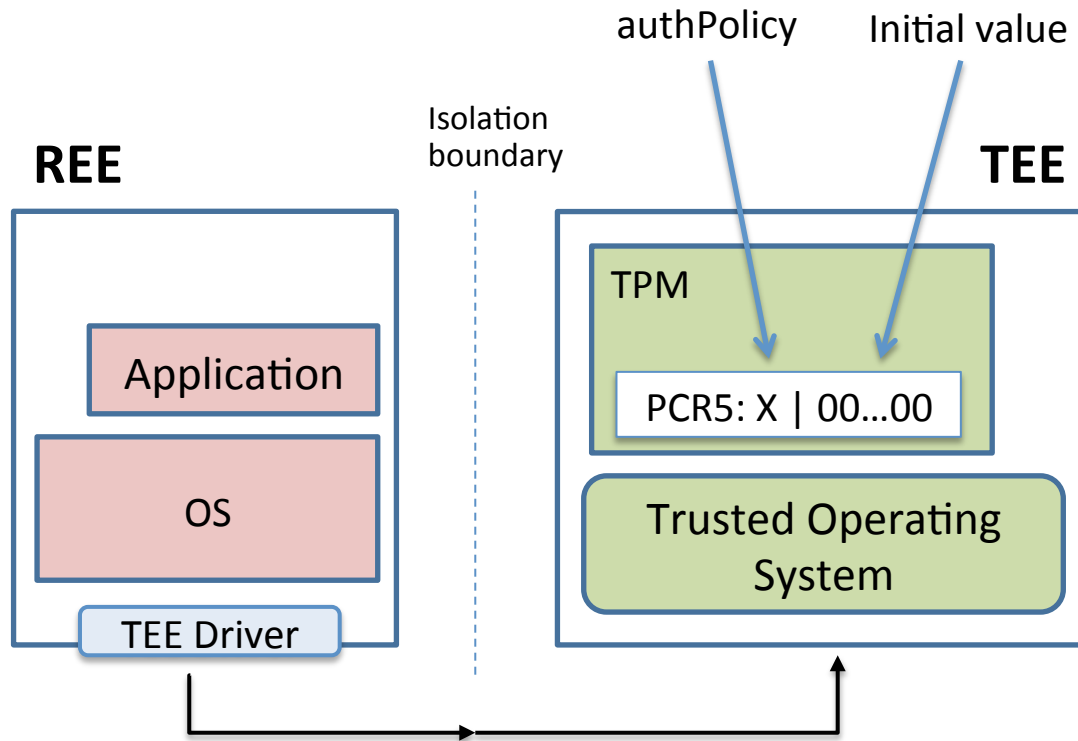 authPolicy
Initial value
Isolation
boundary
REE
TEE
TPM
Application
PCR5: X | 00...00
OS
Trusted Operating
System
TEE Driver